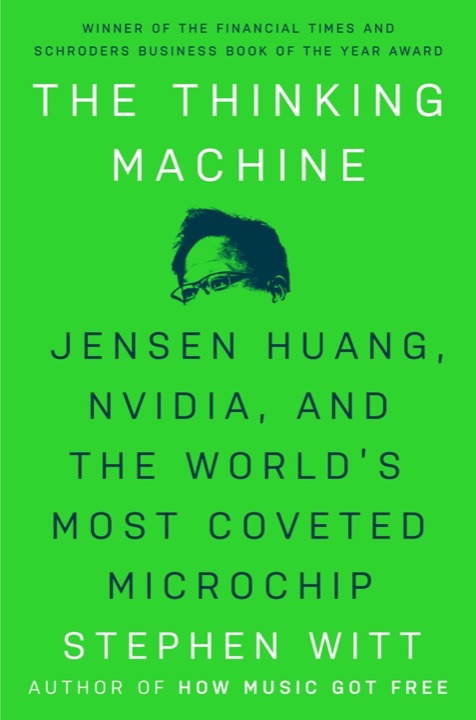 WINNER OF THE FINANCIAL TIMES AND
SCHRODERS BUSINESS BOOK OF THE YEAR AWARD
THE THINKING
MACHINE
JENSEN HUANG,
NVIDIA, AND
THE WORLD'S
MOST COVETED
MICROCHIP
STEPHEN WITT
AUTHOR OF HOW MUSIC GOT FREE